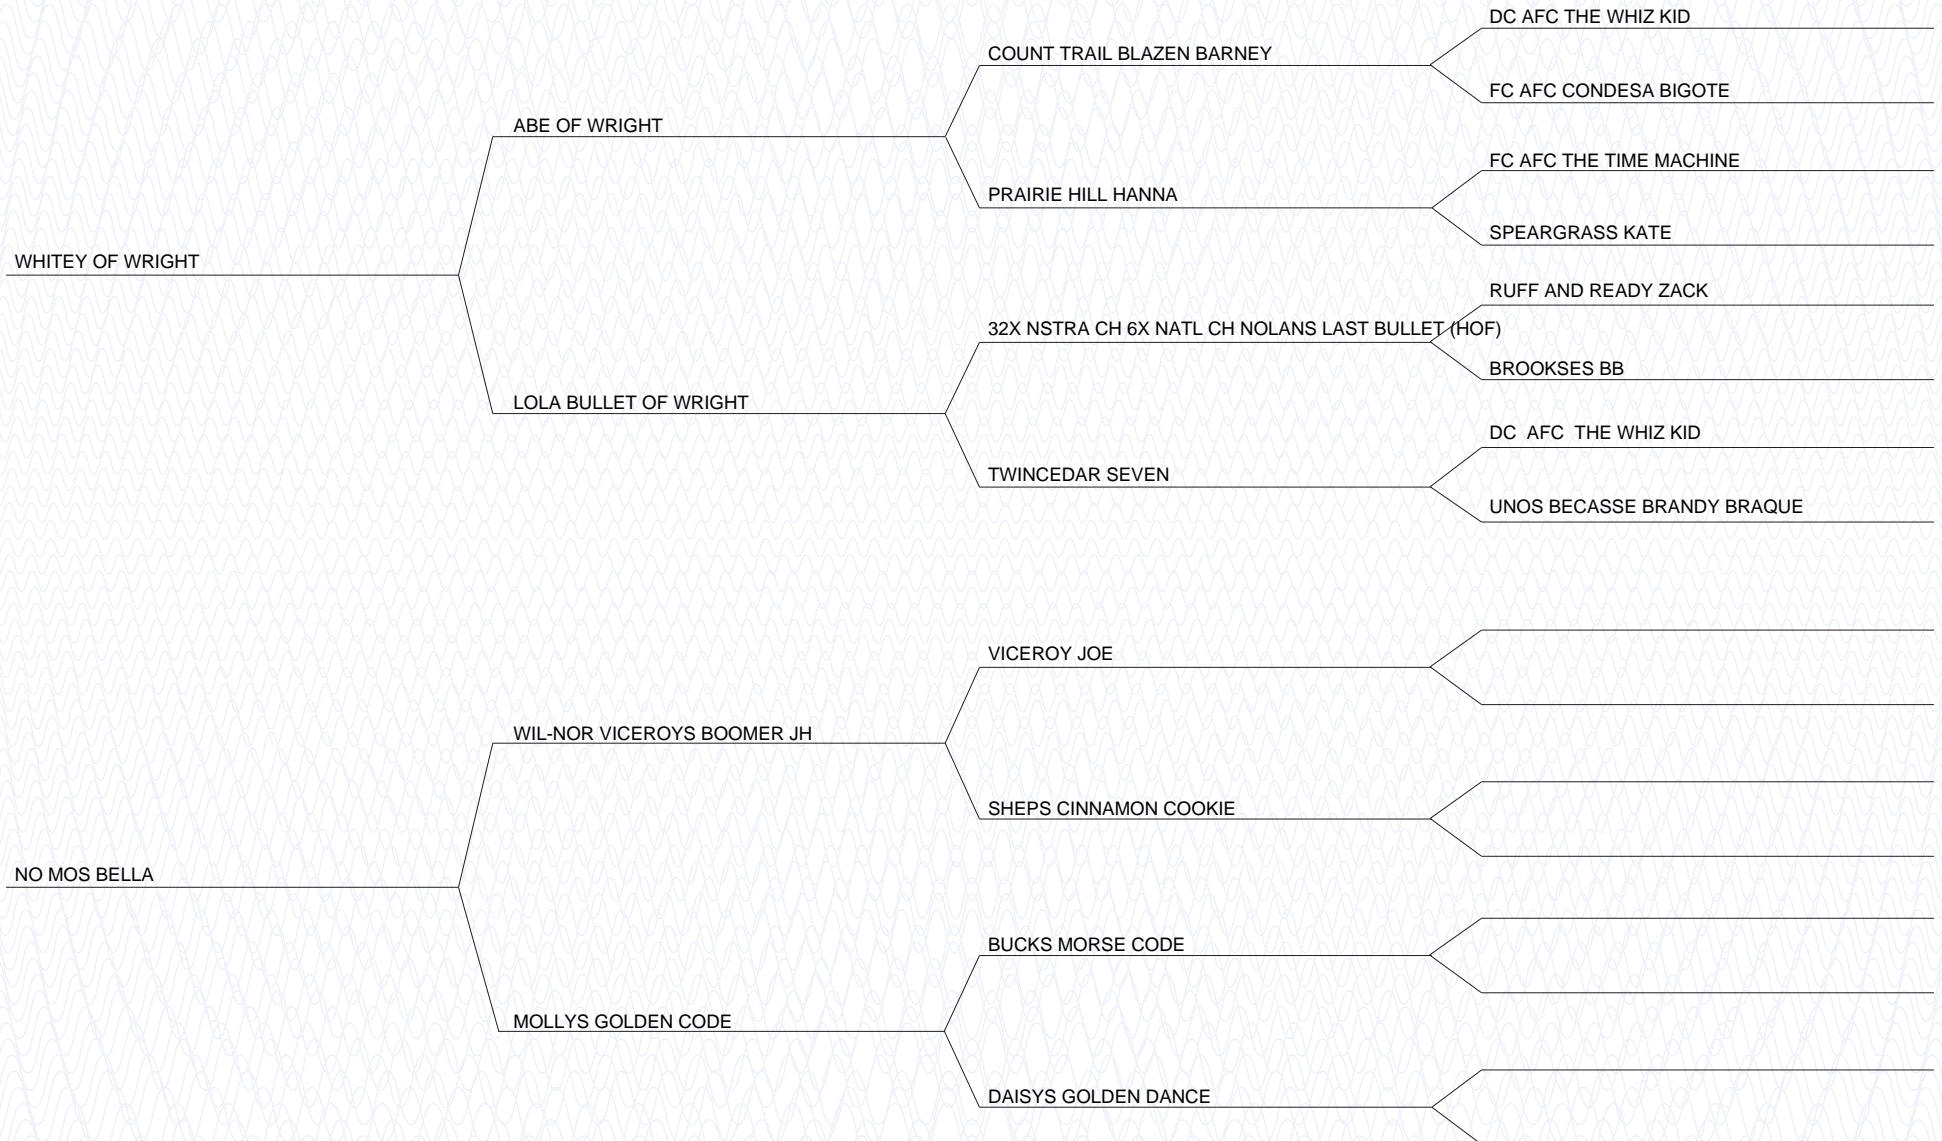 DC AFC THE WHIZ KID
COUNT TRAIL BLAZEN BARNEY
FC AFC CONDESA BIGOTE
ABE OF WRIGHT
FC AFC THE TIME MACHINE
PRAIRIE HILL HANNA
SPEARGRASS KATE
WHITEY OF WRIGHT
RUFF AND READY ZACK
32X NSTRA CH 6X NATL CH NOLANS LAST BULLET (HOF)
BROOKSES BB
LOLA BULLET OF WRIGHT
DC  AFC  THE WHIZ KID
TWINCEDAR SEVEN
UNOS BECASSE BRANDY BRAQUE
VICEROY JOE
WIL-NOR VICEROYS BOOMER JH
SHEPS CINNAMON COOKIE
NO MOS BELLA
BUCKS MORSE CODE
MOLLYS GOLDEN CODE
DAISYS GOLDEN DANCE